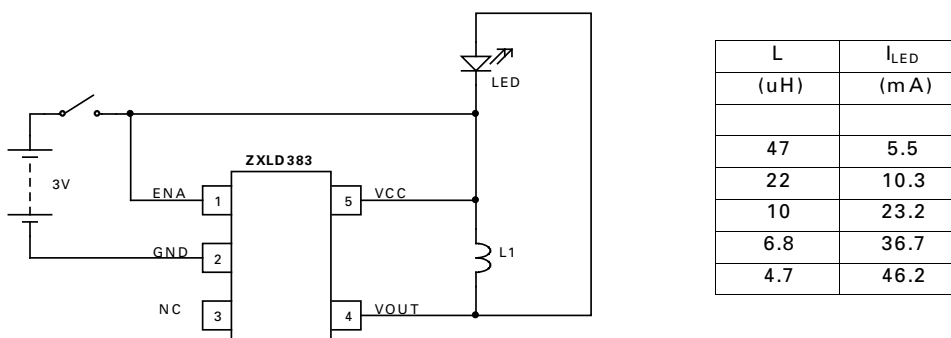 LED
ZXLD383
3V
ENA
1
5
VCC
GND
2
L1
NC
3
4
VOUT
L I_LED
(uH) (mA)
47 5.5
22 10.3
10 23.2
6.8 36.7
4.7 46.2